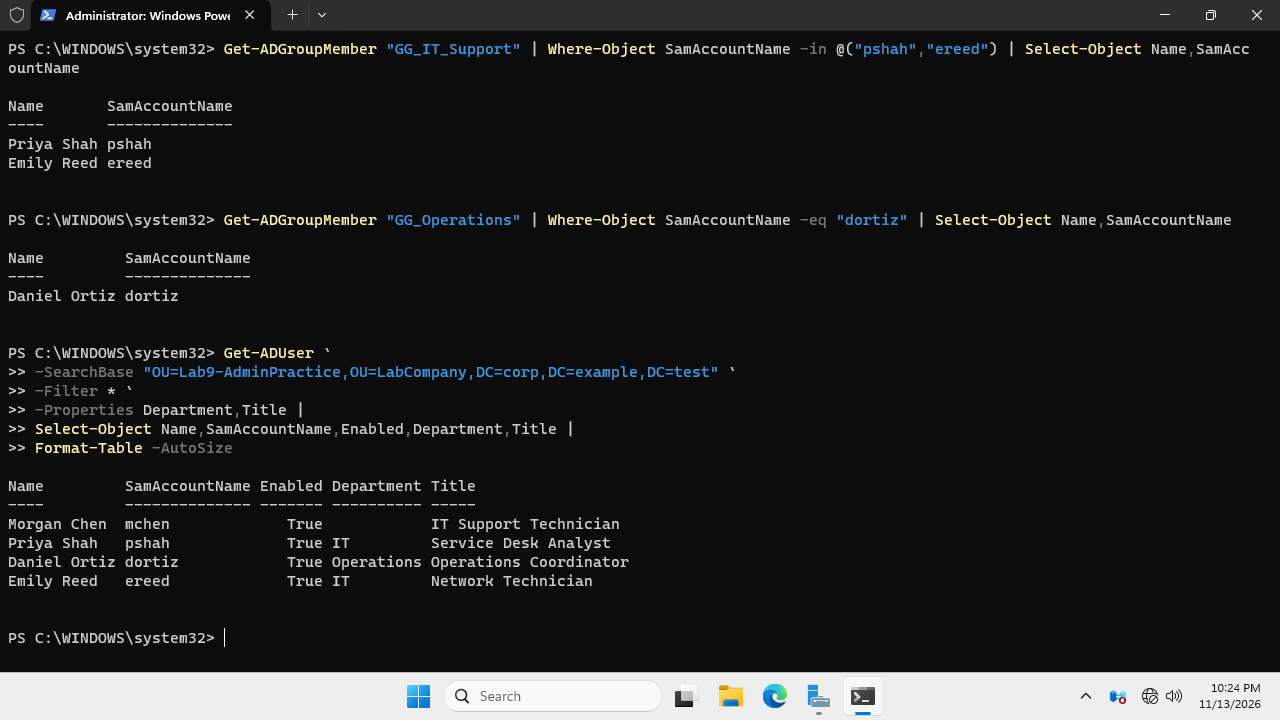 Administrator: Windows Powe
PS C:\WINDOWS\system32> Get-ADGroupMember "GG_IT_Support" | Where-Object SamAccountName -in @("pshah","ereed") | Select-Object Name,SamAcc
ountName
Name       SamAccountName
----       --------------
Priya Shah pshah
Emily Reed ereed
PS C:\WINDOWS\system32> Get-ADGroupMember "GG_Operations" | Where-Object SamAccountName -eq "dortiz" | Select-Object Name,SamAccountName
Name         SamAccountName
----         --------------
Daniel Ortiz dortiz
PS C:\WINDOWS\system32> Get-ADUser `
>> -SearchBase "OU=Lab9-AdminPractice,OU=LabCompany,DC=corp,DC=example,DC=test" `
>> -Filter * `
>> -Properties Department,Title |
>> Select-Object Name,SamAccountName,Enabled,Department,Title |
>> Format-Table -AutoSize
Name         SamAccountName Enabled Department Title
----         -------------- ------- ---------- -----
Morgan Chen  mchen             True            IT Support Technician
Priya Shah   pshah             True IT         Service Desk Analyst
Daniel Ortiz dortiz            True Operations Operations Coordinator
Emily Reed   ereed             True IT         Network Technician
PS C:\WINDOWS\system32>
Search
10:24 PM
11/13/2026